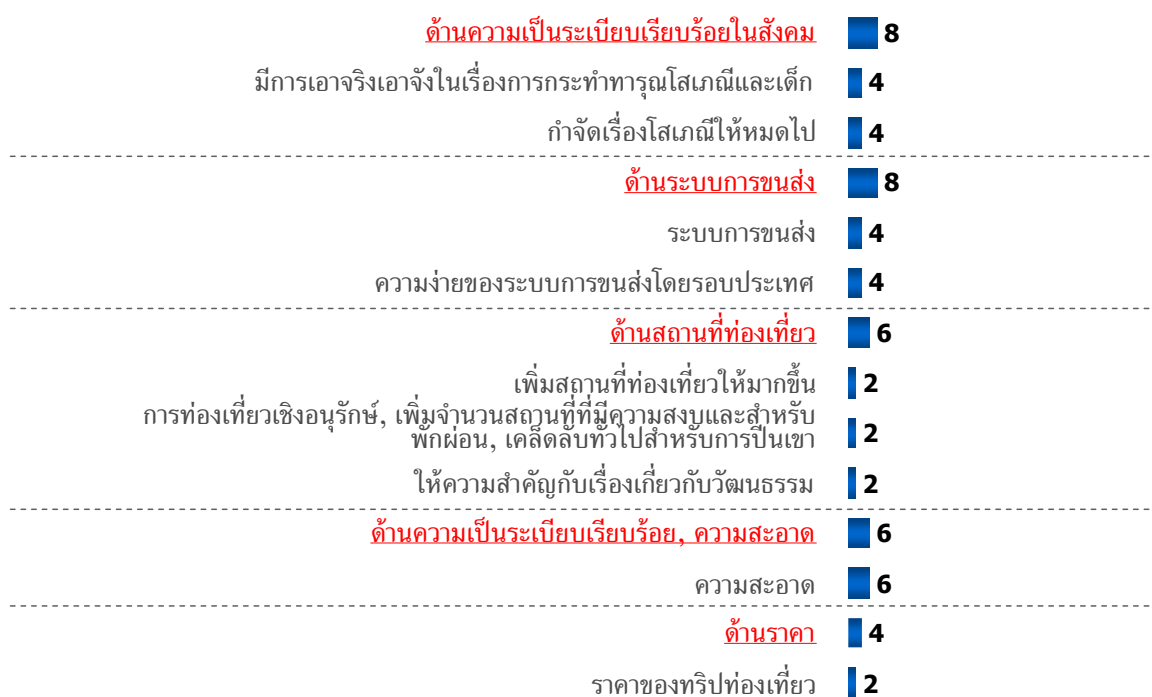 ด้านความเป็นระเบียบเรียบร้อยในสังคม 8
มีการเอาจริงเอาจังในเรื่องการกระทำทารุณโสเภณีและเด็ก 4
กำจัดเรื่องโสเภณีให้หมดไป 4
ด้านระบบการขนส่ง 8
ระบบการขนส่ง 4
ความง่ายของระบบการขนส่งโดยรอบประเทศ 4
ด้านสถานที่ท่องเที่ยว 6
เพิ่มสถานที่ท่องเที่ยวให้มากขึ้น 2
การท่องเที่ยวเชิงอนุรักษ์, เพิ่มจำนวนสถานที่ที่มีความสงบและสำหรับ
พักผ่อน, เคล็ดลับทั่วไปสำหรับการปีนเขา 2
ให้ความสำคัญกับเรื่องเกี่ยวกับวัฒนธรรม 2
ด้านความเป็นระเบียบเรียบร้อย, ความสะอาด 6
ความสะอาด 6
ด้านราคา 4
ราคาของทริปท่องเที่ยว 2